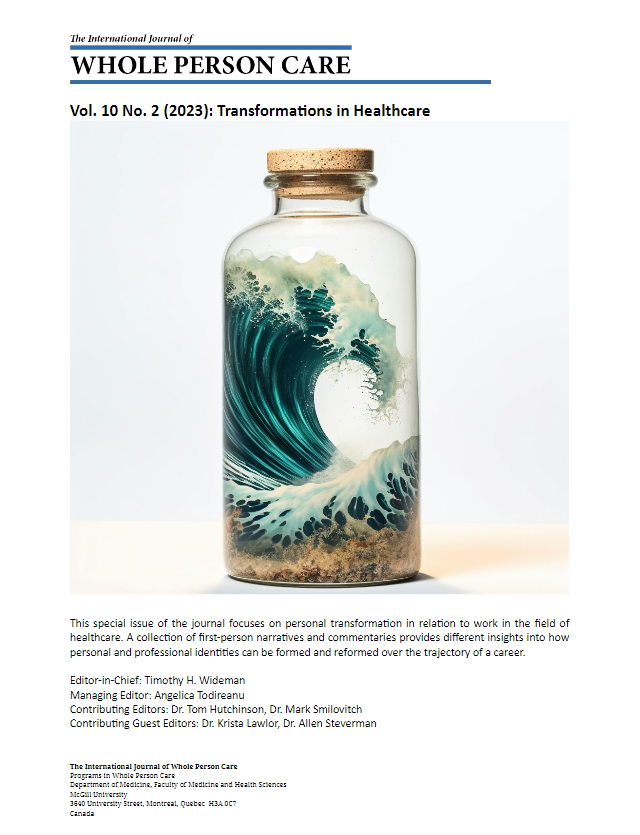 The International Journal of
WHOLE PERSON CARE
Vol. 10 No. 2 (2023): Transformations in Healthcare
This special issue of the journal focuses on personal transformation in relation to work in the field of
healthcare. A collection of first-person narratives and commentaries provides different insights into how
personal and professional identities can be formed and reformed over the trajectory of a career.
Editor-in-Chief: Timothy H. Wideman
Managing Editor: Angelica Todireanu
Contributing Editors: Dr. Tom Hutchinson, Dr. Mark Smilovitch
Contributing Guest Editors: Dr. Krista Lawlor, Dr. Allen Steverman
The International Journal of Whole Person Care
Programs in Whole Person Care
Department of Medicine, Faculty of Medicine and Health Sciences
McGill University
3640 University Street, Montreal, Quebec H3A 0C7
Canada